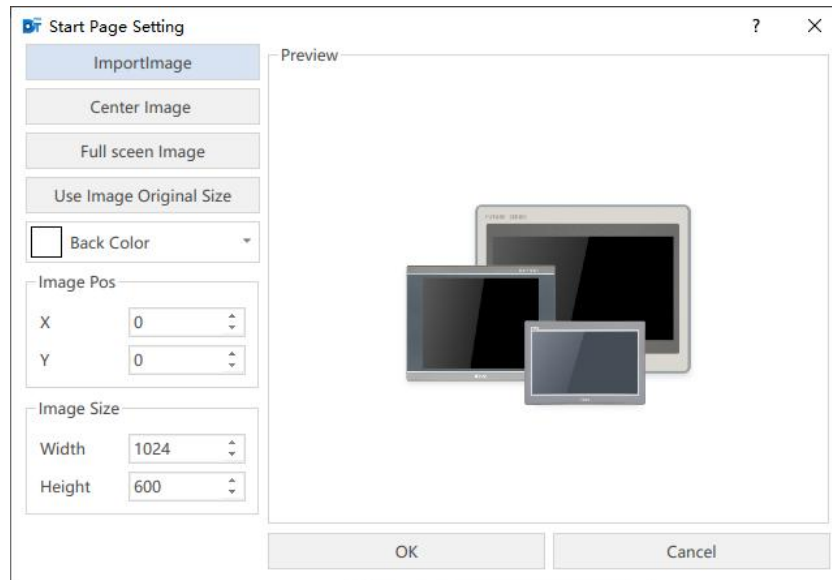 DT Start Page Setting ? ×
ImportImage
Center Image
Full sceen Image
Use Image Original Size
Back Color
Image Pos
X 0
Y 0
Image Size
Width 1024
Height 600
Preview
OK Cancel